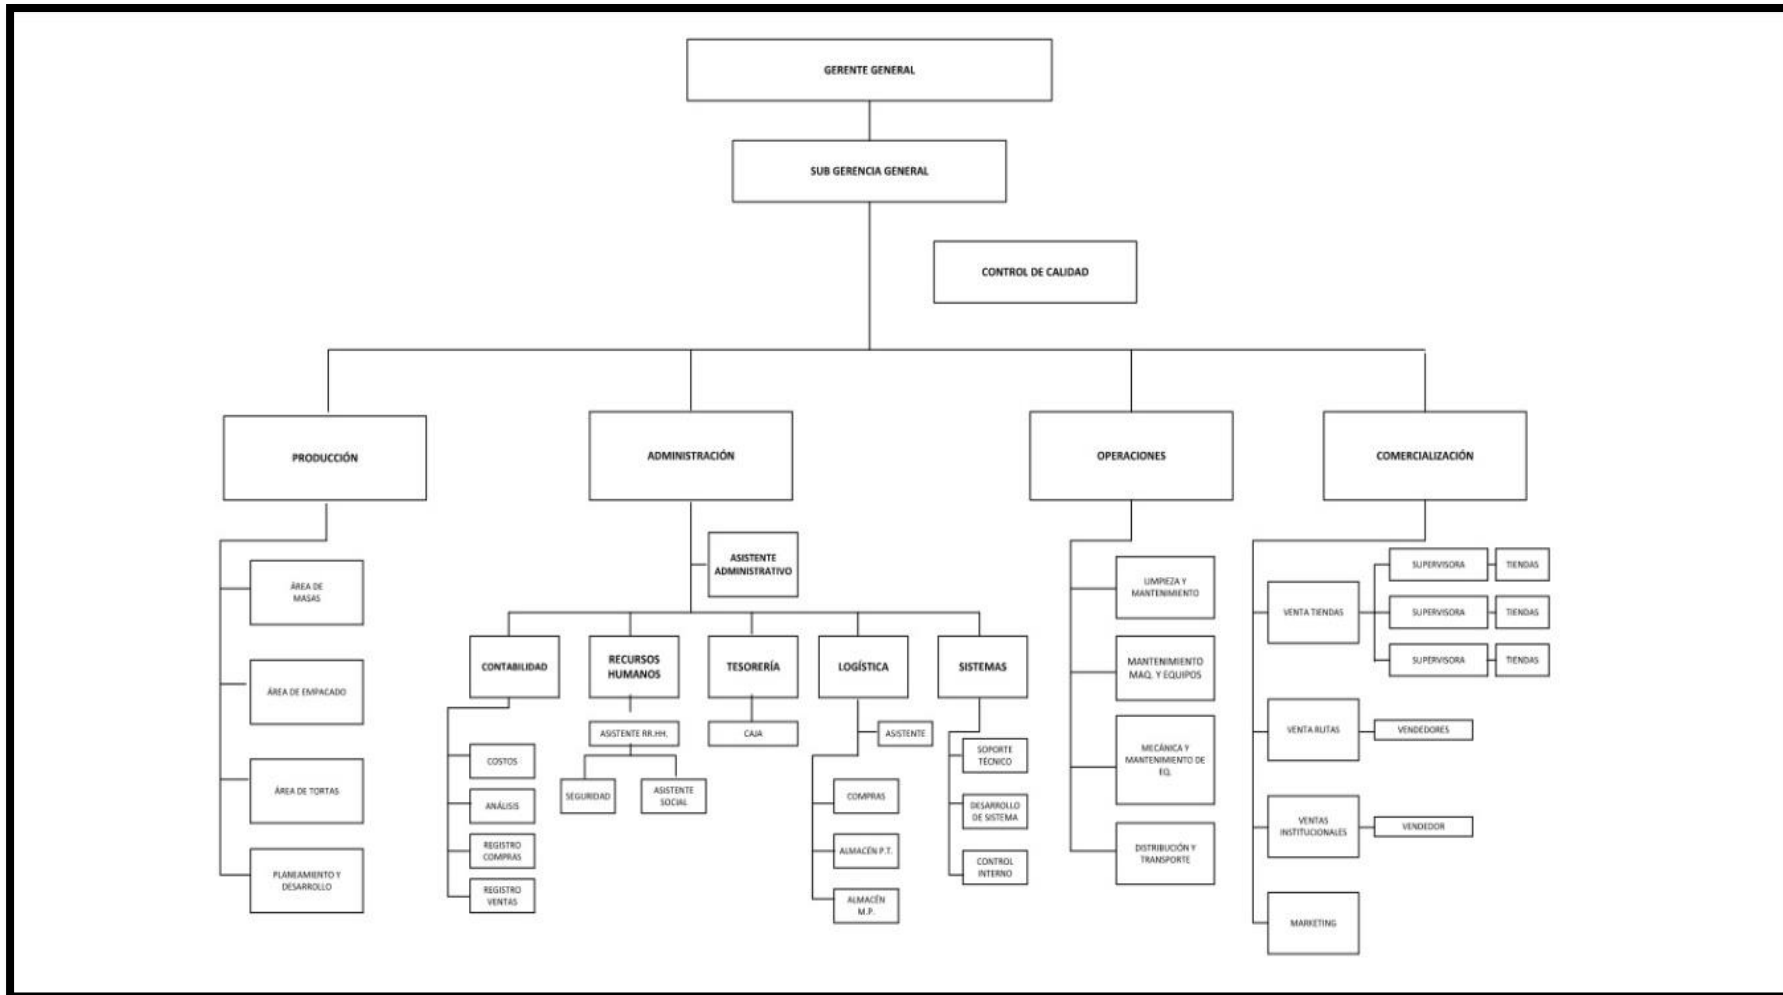 GERENTE GENERAL
SUB GERENCIA GENERAL
CONTROL DE CALIDAD
PRODUCCIÓN
ADMINISTRACIÓN
OPERACIONES
COMERCIALIZACIÓN
ÁREA DE
MASAS
ÁREA DE EMPACADO
ÁREA DE TORTAS
PLANEAMIENTO Y
DESARROLLO
ASISTENTE
ADMINISTRATIVO
CONTABILIDAD
COSTOS
ANÁLISIS
REGISTRO
COMPRAS
REGISTRO
VENTAS
RECURSOS
HUMANOS
ASISTENTE RR.HH.
SEGURIDAD
ASISTENTE
SOCIAL
TESORERÍA
CAJA
LOGÍSTICA
ASISTENTE
COMPRAS
ALMACÉN P.T.
ALMACÉN
M.P.
SISTEMAS
SOPORTE
TÉCNICO
DESARROLLO
DE SISTEMA
CONTROL
INTERNO
LIMPIEZA Y
MANTENIMIENTO
MANTENIMIENTO
MAQ. Y EQUIPOS
MECÁNICA Y
MANTENIMIENTO DE
EQ.
DISTRIBUCIÓN Y
TRANSPORTE
VENTA TIENDAS
SUPERVISORA
TIENDAS
SUPERVISORA
TIENDAS
SUPERVISORA
TIENDAS
VENTA RUTAS
VENDEDORES
VENTAS
INSTITUCIONALES
VENDEDOR
MARKETING